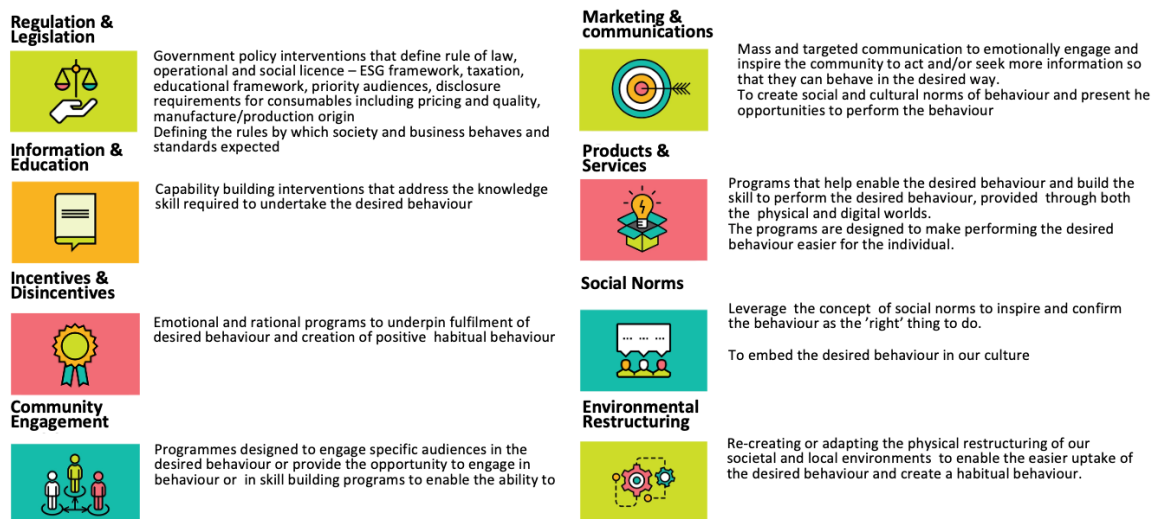 Regulation &
Legislation
Government policy interventions that define rule of law,
operational and social licence – ESG framework, taxation,
educational framework, priority audiences, disclosure
requirements for consumables including pricing and quality,
manufacture/production origin
Defining the rules by which society and business behaves and
standards expected
Information &
Education
Capability building interventions that address the knowledge
skill required to undertake the desired behaviour
Incentives &
Disincentives
Emotional and rational programs to underpin fulfilment of
desired behaviour and creation of positive habitual behaviour
Community
Engagement
Programmes designed to engage specific audiences in the
desired behaviour or provide the opportunity to engage in
behaviour or in skill building programs to enable the ability to
Marketing &
communications
Mass and targeted communication to emotionally engage and
inspire the community to act and/or seek more information so
that they can behave in the desired way.
To create social and cultural norms of behaviour and present he
opportunities to perform the behaviour
Products &
Services
Programs that help enable the desired behaviour and build the
skill to perform the desired behaviour, provided through both
the physical and digital worlds.
The programs are designed to make performing the desired
behaviour easier for the individual.
Social Norms
Leverage the concept of social norms to inspire and confirm
the behaviour as the ‘right’ thing to do.
To embed the desired behaviour in our culture
Environmental
Restructuring
Re-creating or adapting the physical restructuring of our
societal and local environments to enable the easier uptake of
the desired behaviour and create a habitual behaviour.